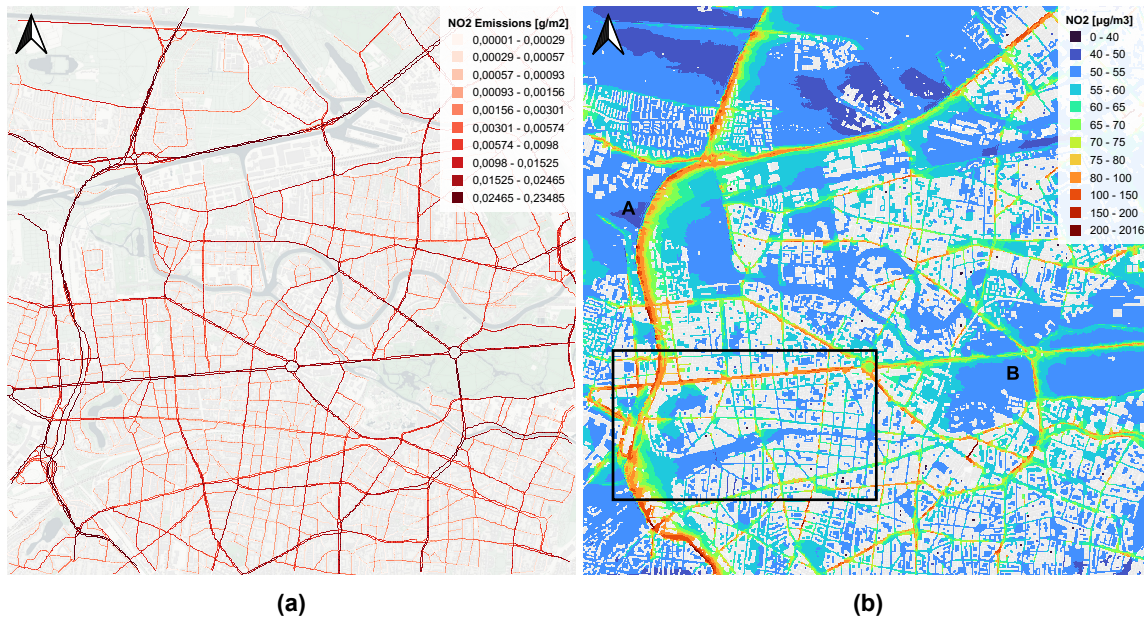 NO2 Emissions [g/m2]
0,00001 - 0,00029
0,00029 - 0,00057
0,00057 - 0,00093
0,00093 - 0,00156
0,00156 - 0,00301
0,00301 - 0,00574
0,00574 - 0,0098
0,0098 - 0,01525
0,01525 - 0,02465
0,02465 - 0,23485
(a)
NO2 [µg/m3]
0 - 40
40 - 50
50 - 55
55 - 60
60 - 65
65 - 70
70 - 75
75 - 80
80 - 100
100 - 150
150 - 200
200 - 2016
A
B
(b)